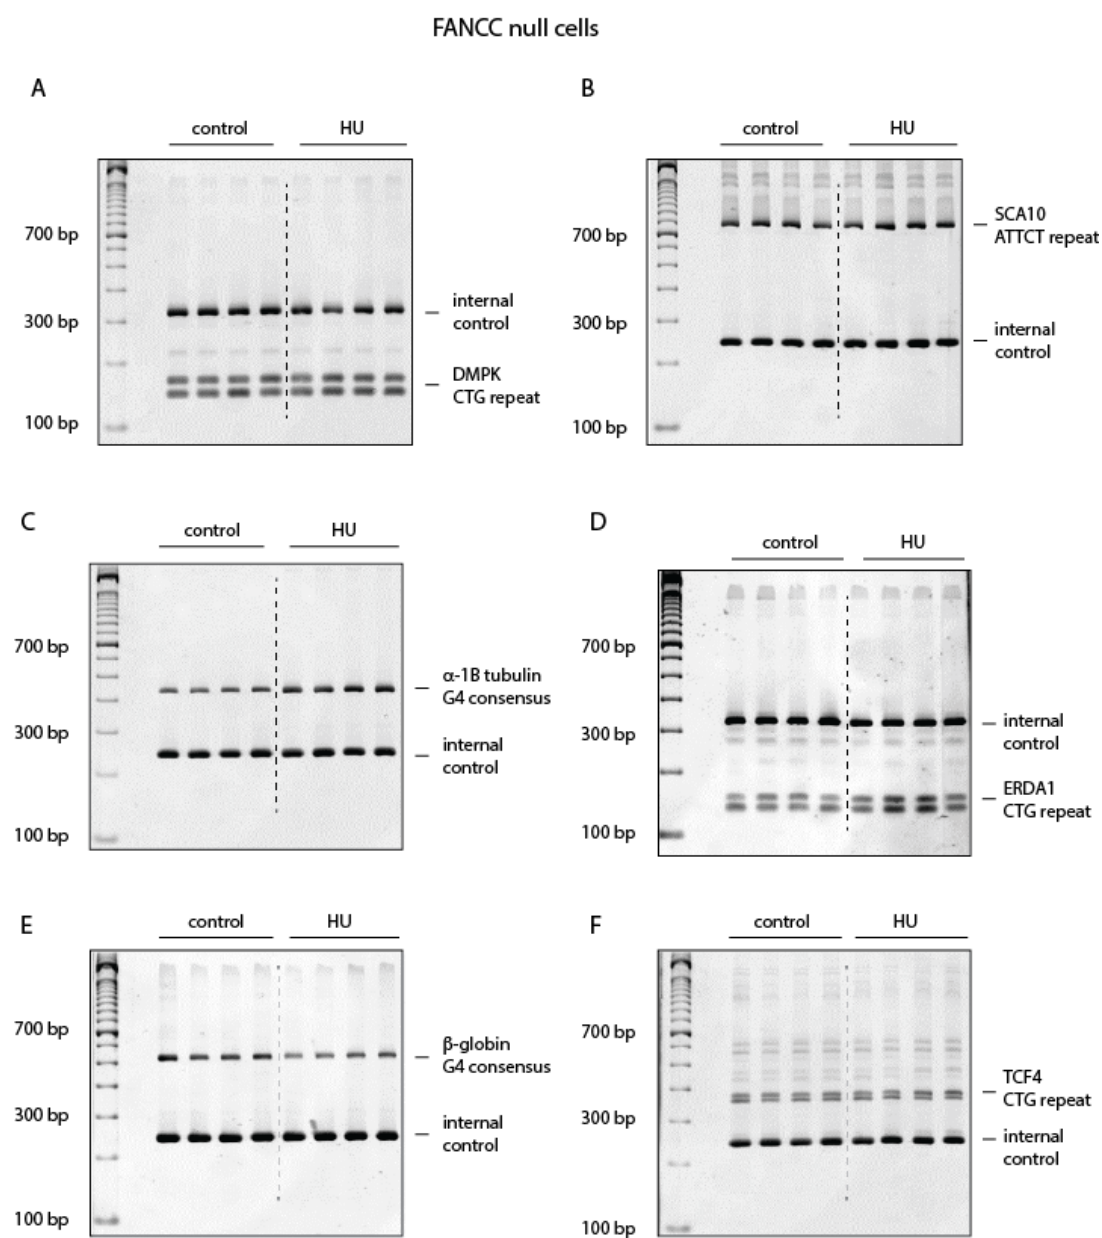 FANCC null cells
A
control
HU
700 bp
300 bp
100 bp
internal
control
DMPK
CTG repeat
B
control
HU
700 bp
300 bp
100 bp
SCA10
ATTCT repeat
internal
control
C
control
HU
700 bp
300 bp
100 bp
α-1B tubulin
G4 consensus
internal
control
D
control
HU
700 bp
300 bp
100 bp
internal
control
ERDA1
CTG repeat
E
control
HU
700 bp
300 bp
100 bp
β-globin
G4 consensus
internal
control
F
control
HU
700 bp
300 bp
100 bp
TCF4
CTG repeat
internal
control